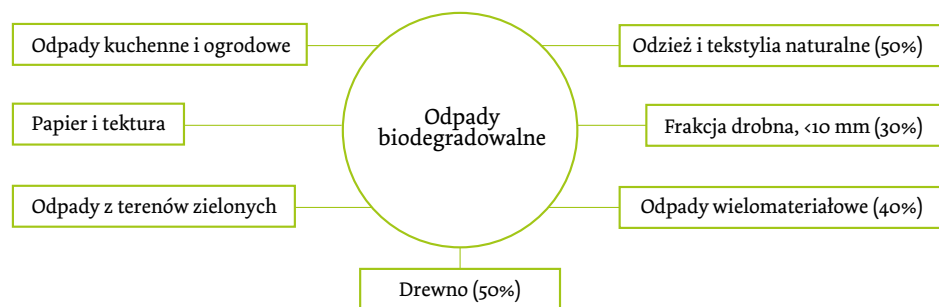 Odpady kuchenne i ogrodowe
Papier i tektura
Odpady z terenów zielonych
Odpady
biodegradowalne
Drewno (50%)
Odzież i tekstylia naturalne (50%)
Frakcja drobna, <10 mm (30%)
Odpady wielomateriałowe (40%)